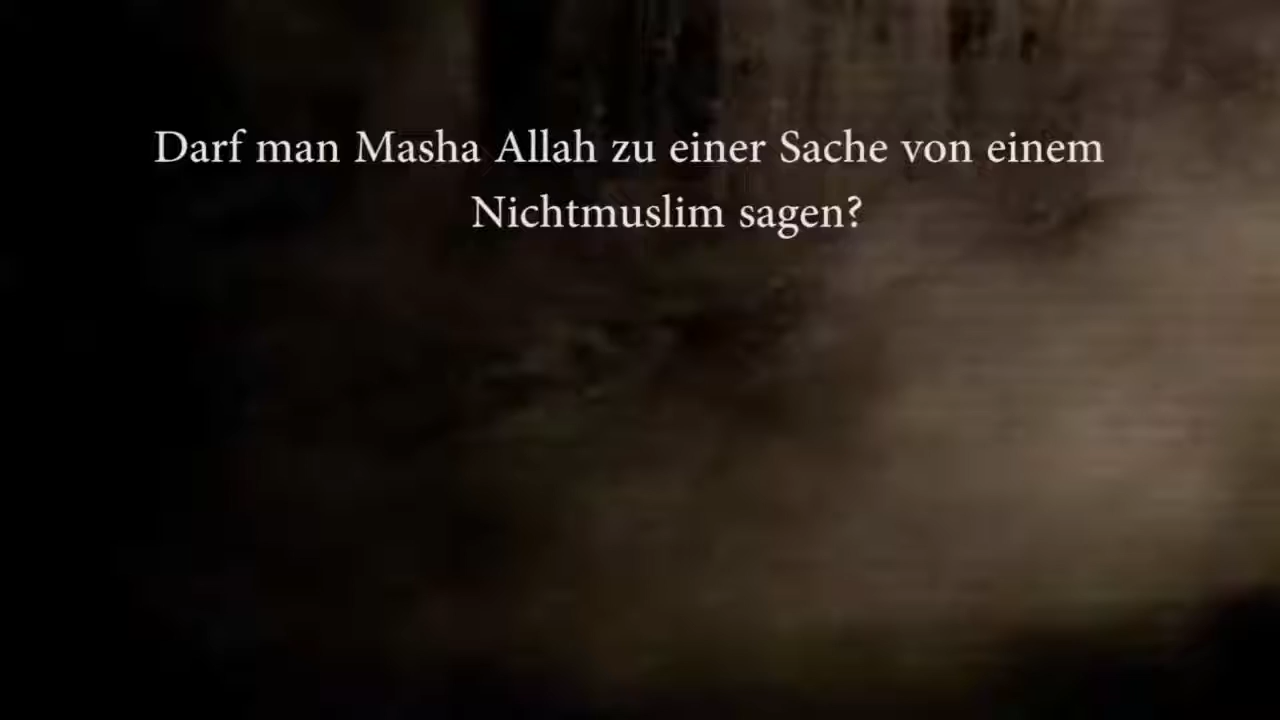 Darf man Masha Allah zu einer Sache von einem
Nichtmuslim sagen?